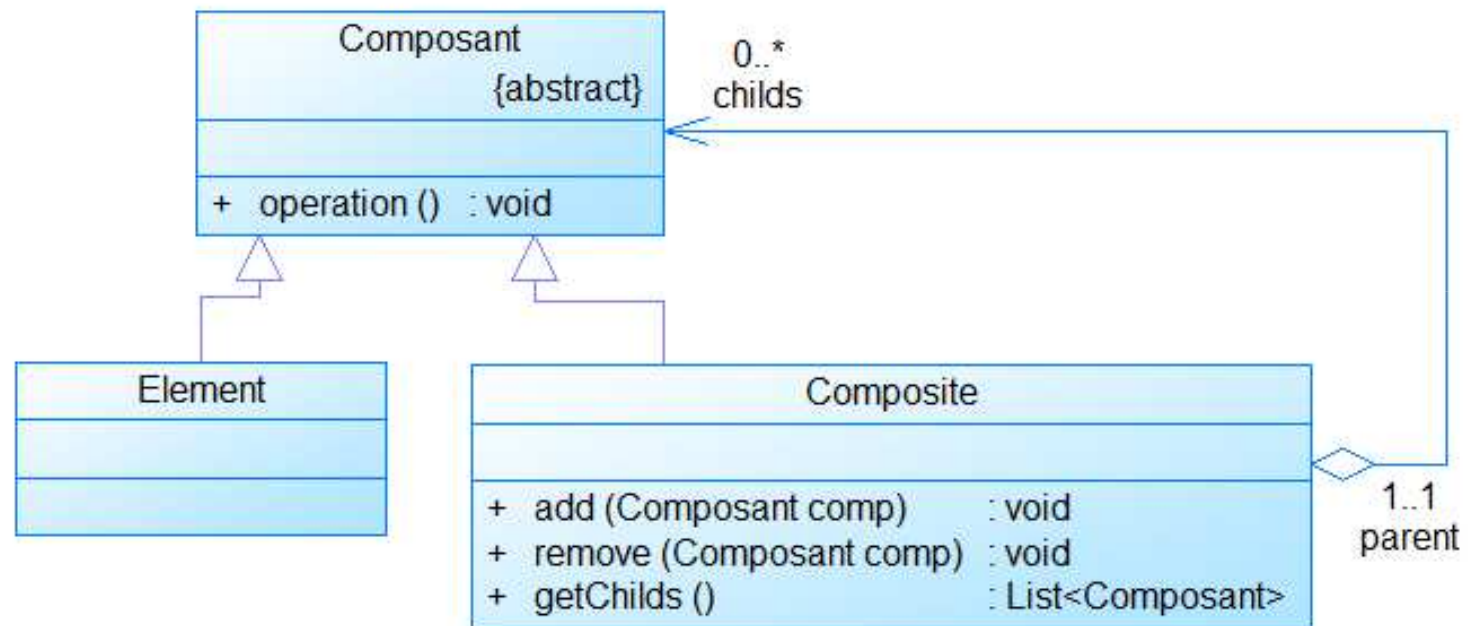 Composant
{abstract}
0..*
childs
+ operation () : void
Element
Composite
+ add (Composant comp) : void
+ remove (Composant comp) : void
+ getChilds () : List<Composant>
1..1
parent